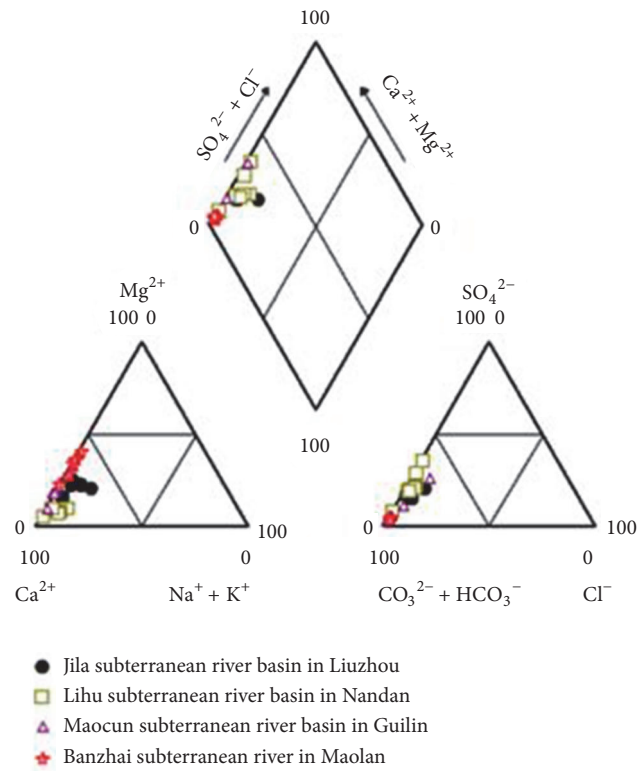 100
SO₄²⁻ + Cl⁻
Ca²⁺ + Mg²⁺
0
0
Mg²⁺
SO₄²⁻
100 0
100 0
100
0
100
0
100
100
0
100
0
Ca²⁺
Na⁺ + K⁺
CO₃²⁻ + HCO₃⁻
Cl⁻
Jila subterranean river basin in Liuzhou
Lihu subterranean river basin in Nandan
Maocun subterranean river basin in Guilin
Banzhai subterranean river in Maolan